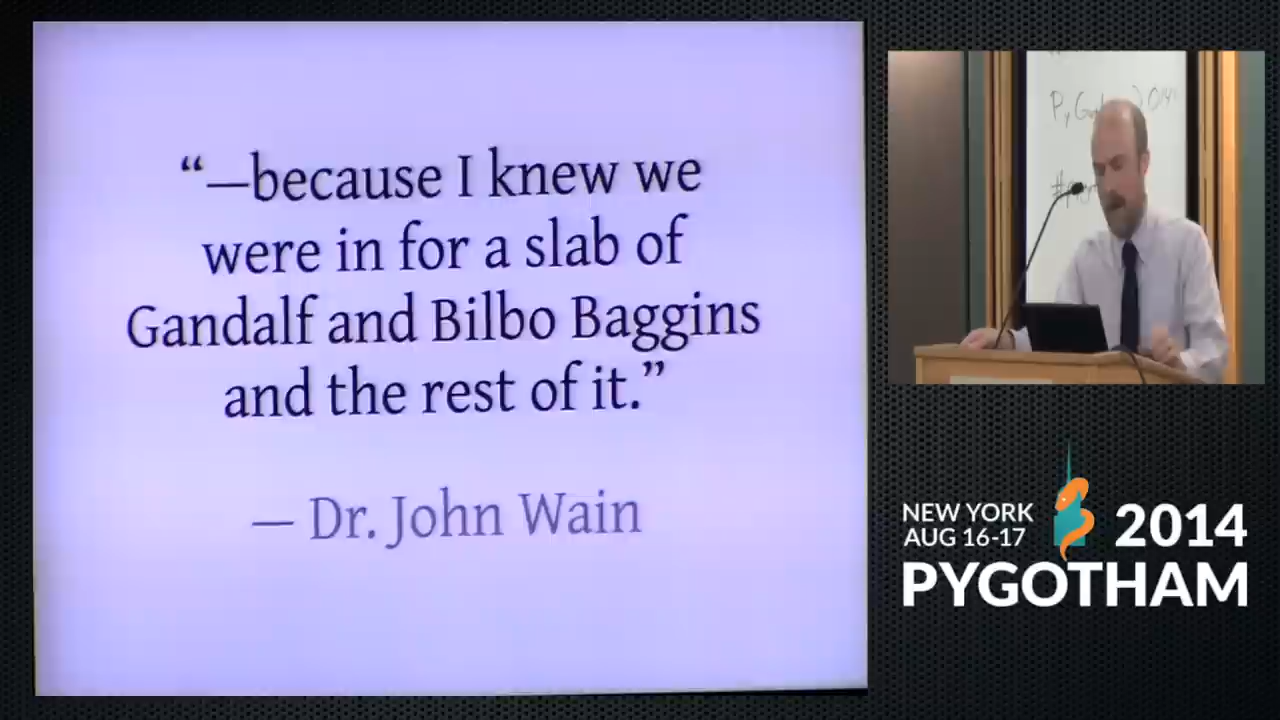 “—because I knew we
were in for a slab of
Gandalf and Bilbo Baggins
and the rest of it.”
— Dr. John Wain
NEW YORK
AUG 16-17
2014
PYGOTHAM